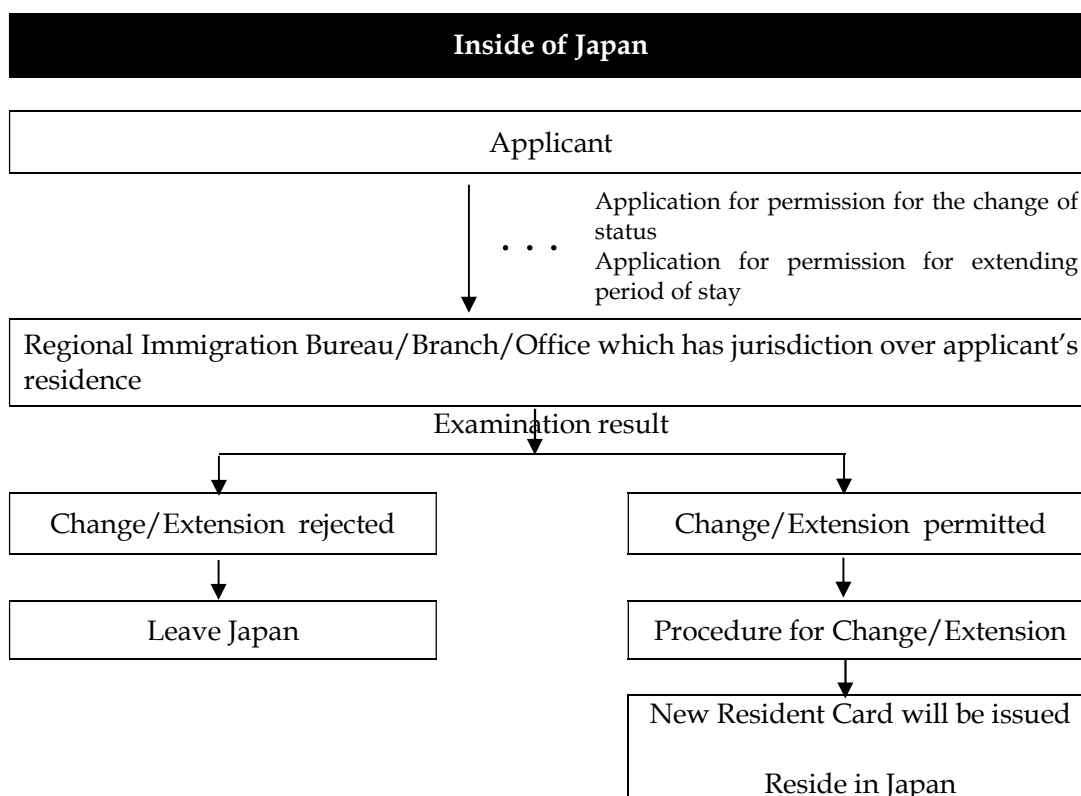 Inside of Japan
Applicant
Application for permission for the change of
status
Application for permission for extending
period of stay
. . .
Regional Immigration Bureau/Branch/Office which has jurisdiction over applicant's
residence
Examination result
Change/Extension rejected
Change/Extension permitted
Leave Japan
Procedure for Change/Extension
New Resident Card will be issued
Reside in Japan